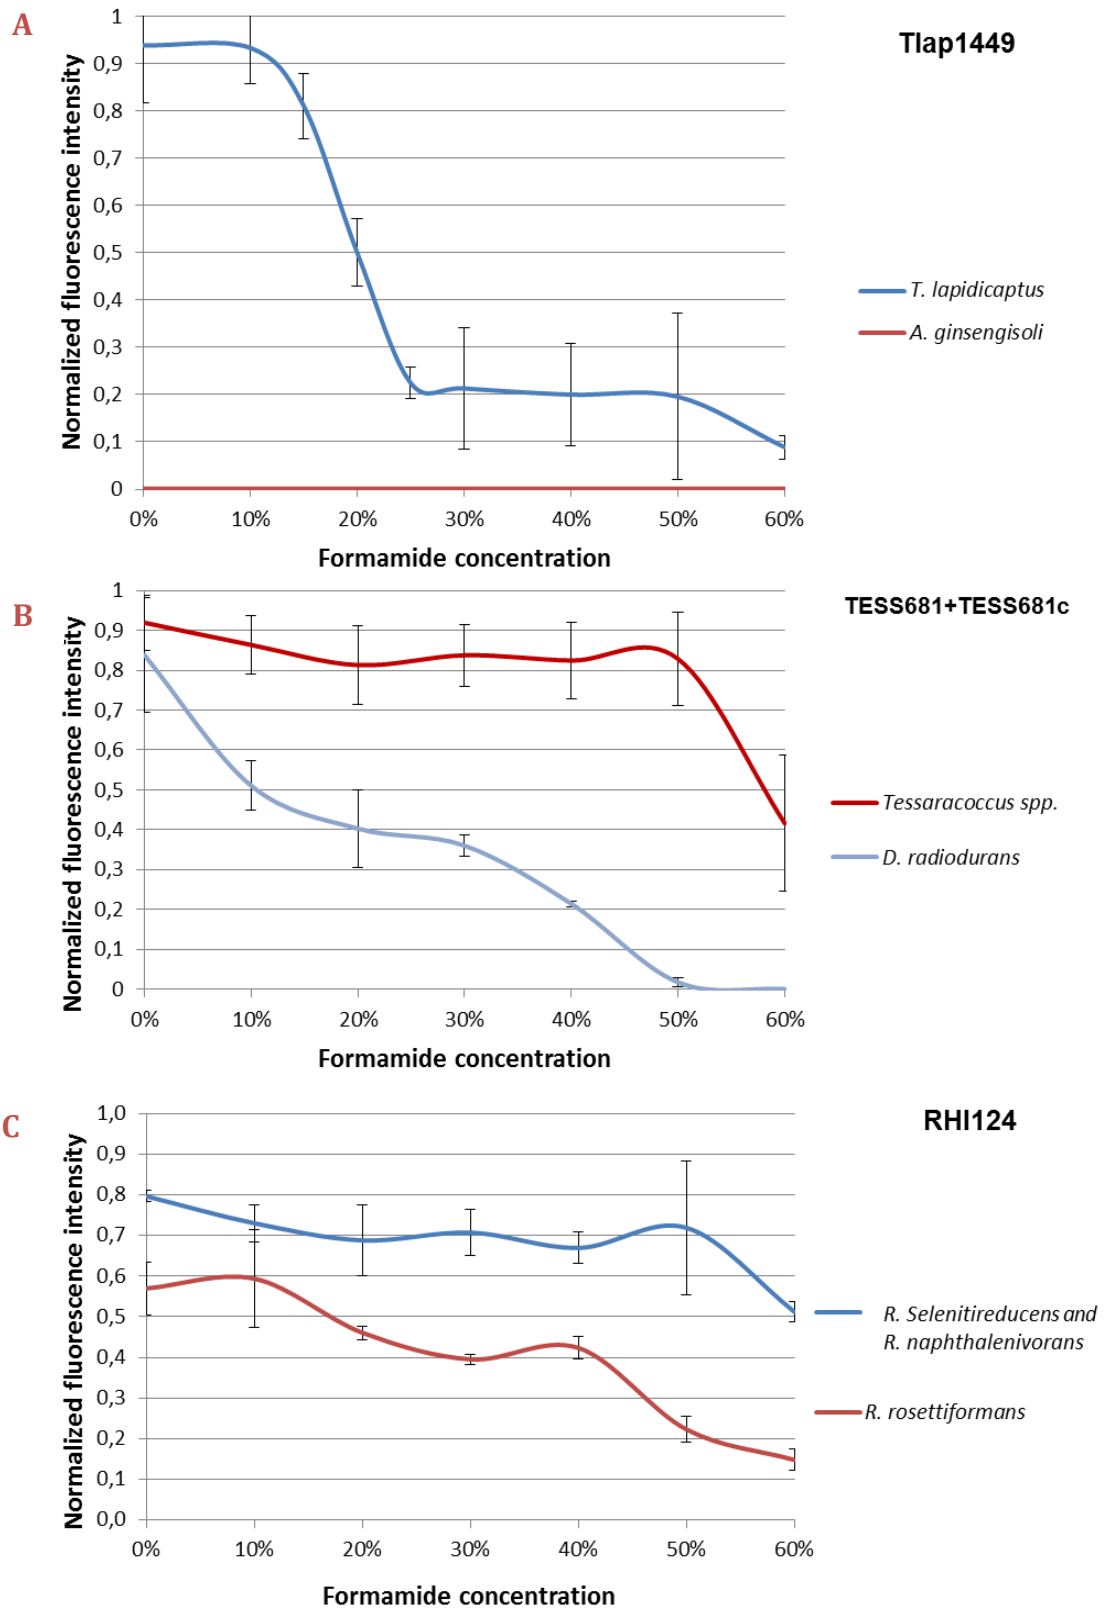 A
Tlap1449
Normalized fluorescence intensity
1
0,9
0,8
0,7
0,6
0,5
0,4
0,3
0,2
0,1
0
0% 10% 20% 30% 40% 50% 60%
Formamide concentration
T. lapidicaptus
A. ginsengisoli
B
TESS681+TESS681c
Normalized fluorescence intensity
1
0,9
0,8
0,7
0,6
0,5
0,4
0,3
0,2
0,1
0
0% 10% 20% 30% 40% 50% 60%
Formamide concentration
Tessaracoccus spp.
D. radiodurans
C
RHI124
Normalized fluorescence intensity
1,0
0,9
0,8
0,7
0,6
0,5
0,4
0,3
0,2
0,1
0,0
0% 10% 20% 30% 40% 50% 60%
Formamide concentration
R. Selenitireducens and
R. naphthalenivorans
R. rosettiformans